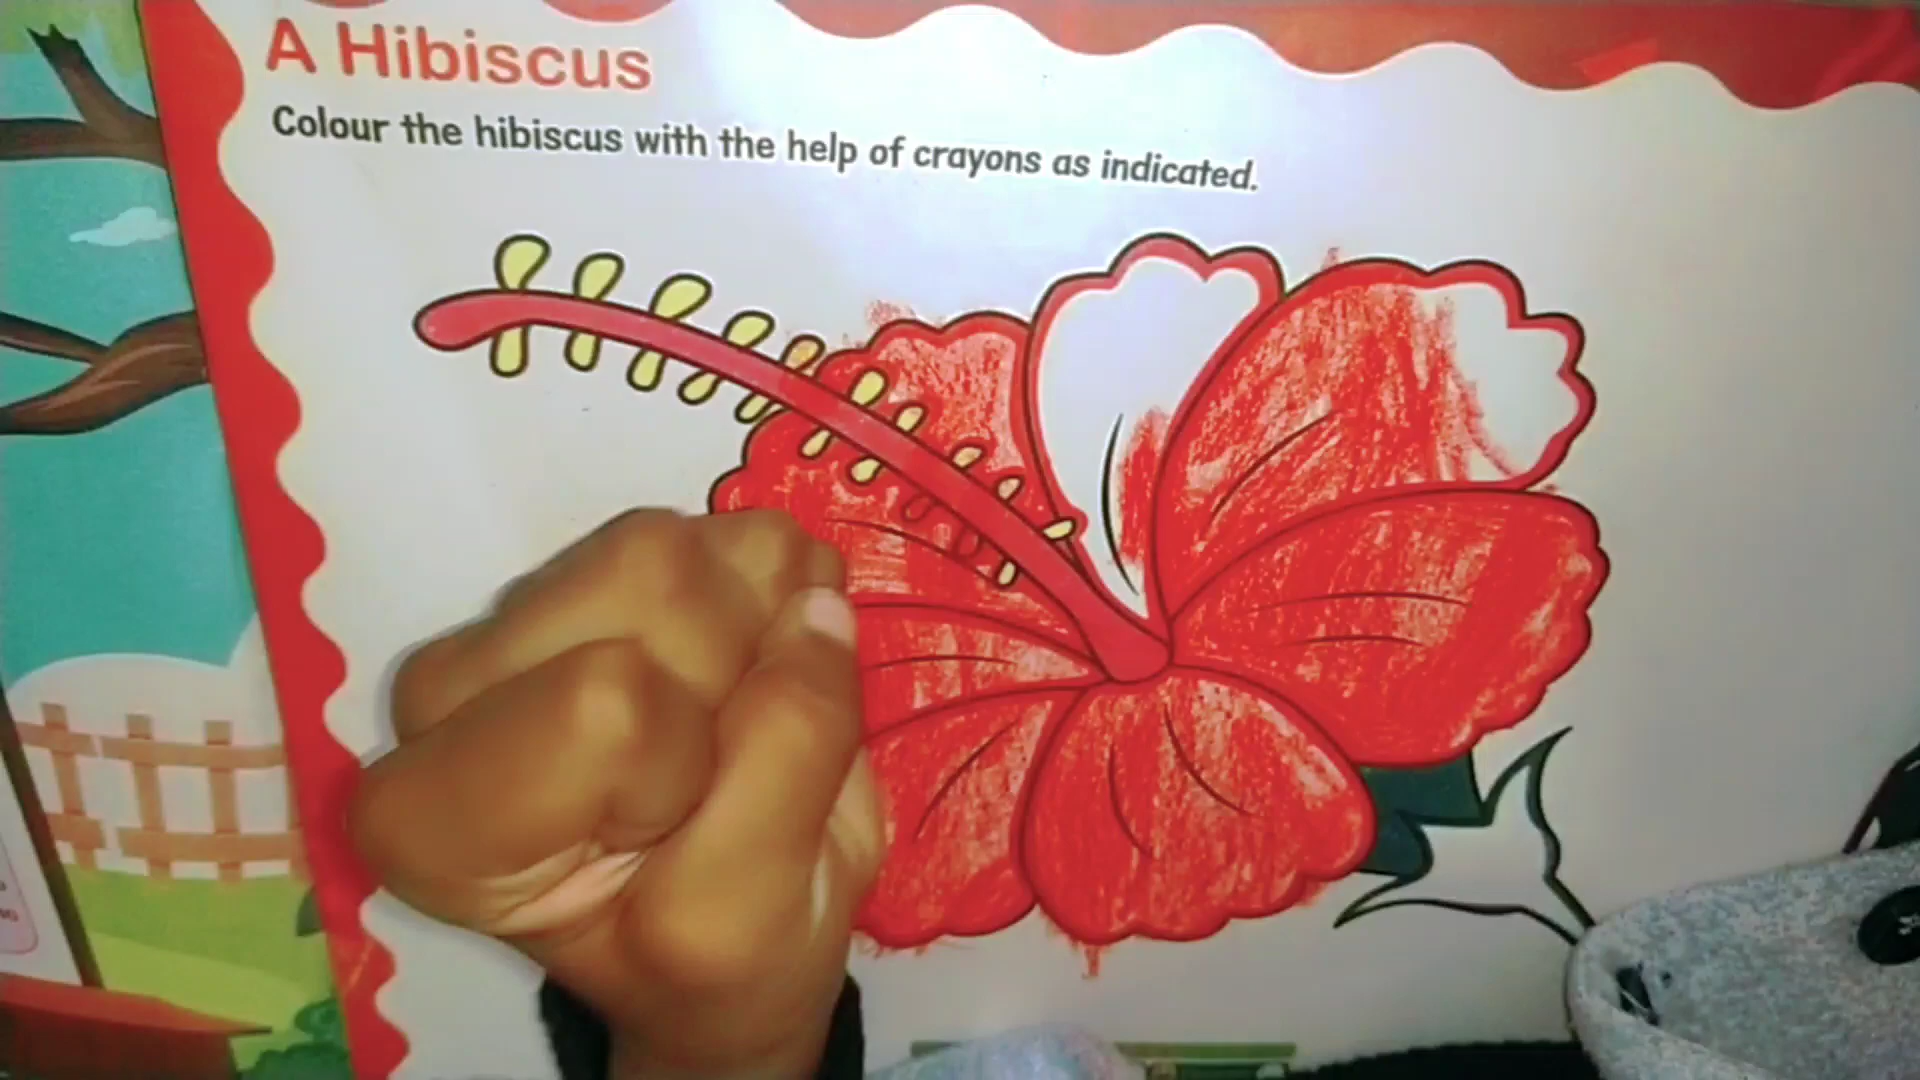 A Hibiscus
Colour the hibiscus with the help of crayons as indicated.